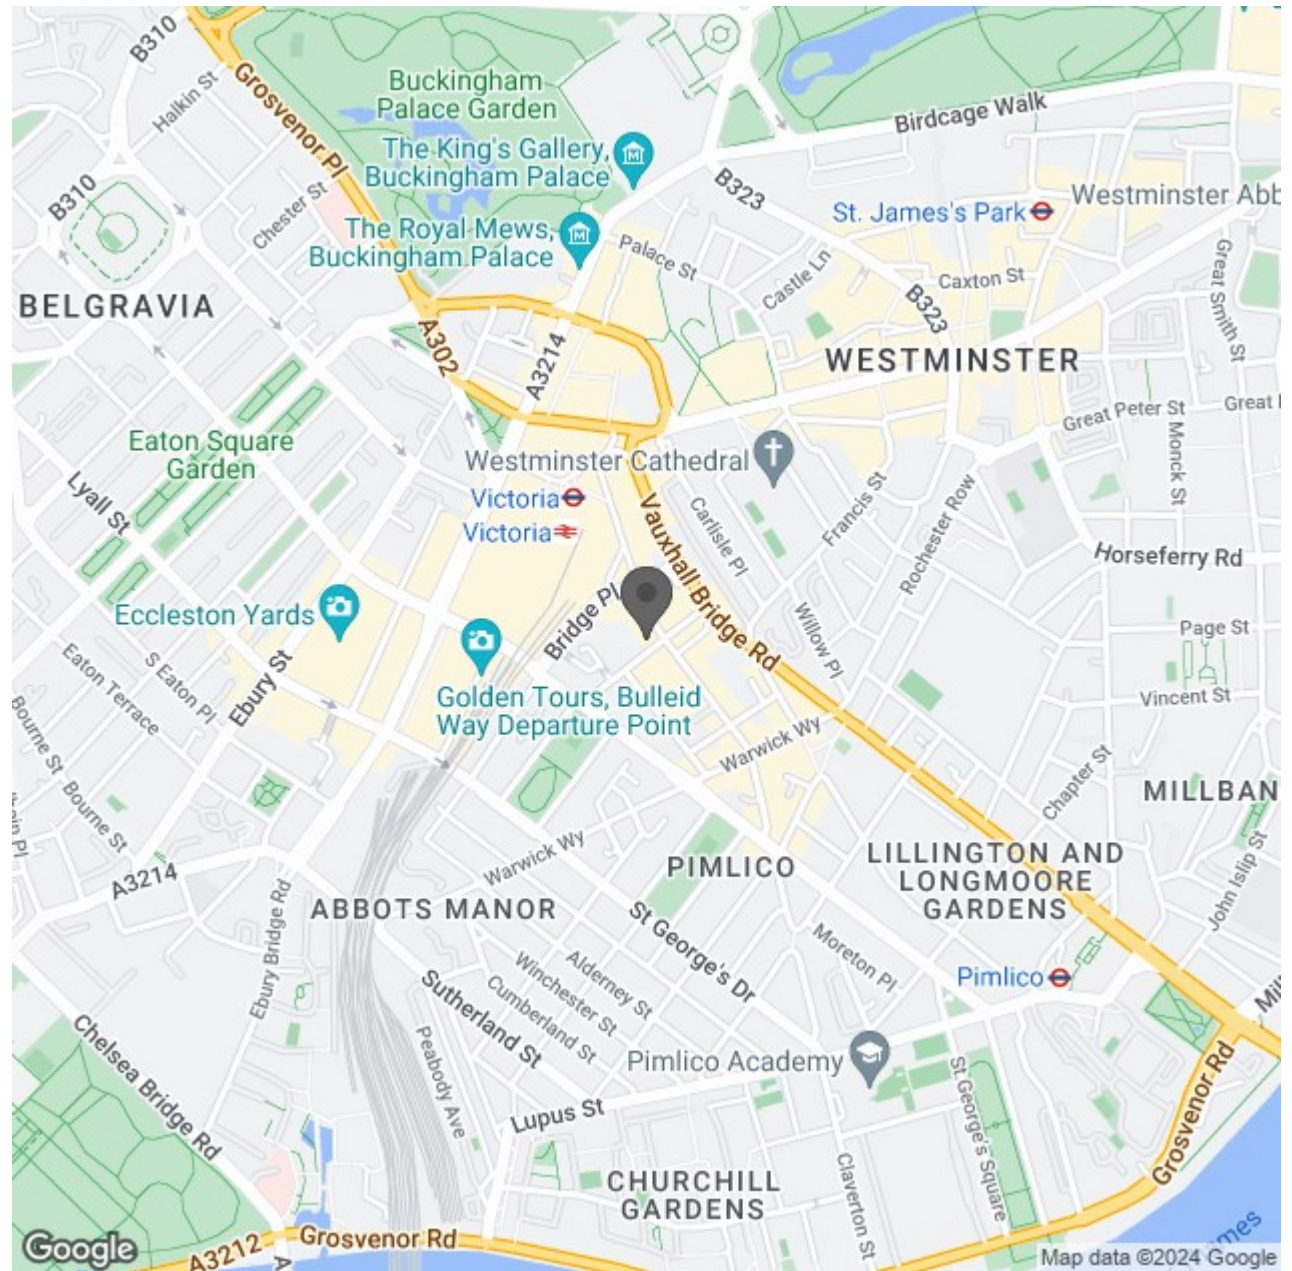 B310
Halkin St
Grosvenor Pl
Buckingham
Palace Garden
The King's Gallery,
Buckingham Palace
Birdcage Walk
B323
Westminster Abb
St. James's Park
B310
Chester St
The Royal Mews,
Buckingham Palace
Palace St
Castle Ln
Caxton St
B323
Great Smith St
BELGRAVIA
A302
A3214
WESTMINSTER
Great Peter St
Great
Monck St
Eaton Square
Garden
Westminster Cathedral
Lyall St
Victoria
Victoria
Vauxhall Bridge Rd
Carlisle Pl
Francis St
Rochester Row
Horseferry Rd
Eccleston Yards
Bridge Pl
Willow Pl
Page St
Eaton Terrace
S Eaton Pl
Ebury St
Golden Tours, Bulleid
Way Departure Point
Vincent St
Bourne St
Warwick Wy
Chapter St
MILLBAN
Bourne St
A3214
Warwick Wy
PIMLICO
LILLINGTON AND
LONGMOORE
GARDENS
John Islip St
Ebury Bridge Rd
ABBOTS MANOR
St George's Dr
Moreton Pl
Alderney St
Winchester St
Cumberland St
Pimlico
Sutherland St
Chelsea Bridge Rd
Peabody Ave
Pimlico Academy
Lupus St
St.George's Square
Grosvenor Rd
CHURCHILL
GARDENS
Claverton St
Grosvenor Rd
A3212
Google
Map data ©2024 Google